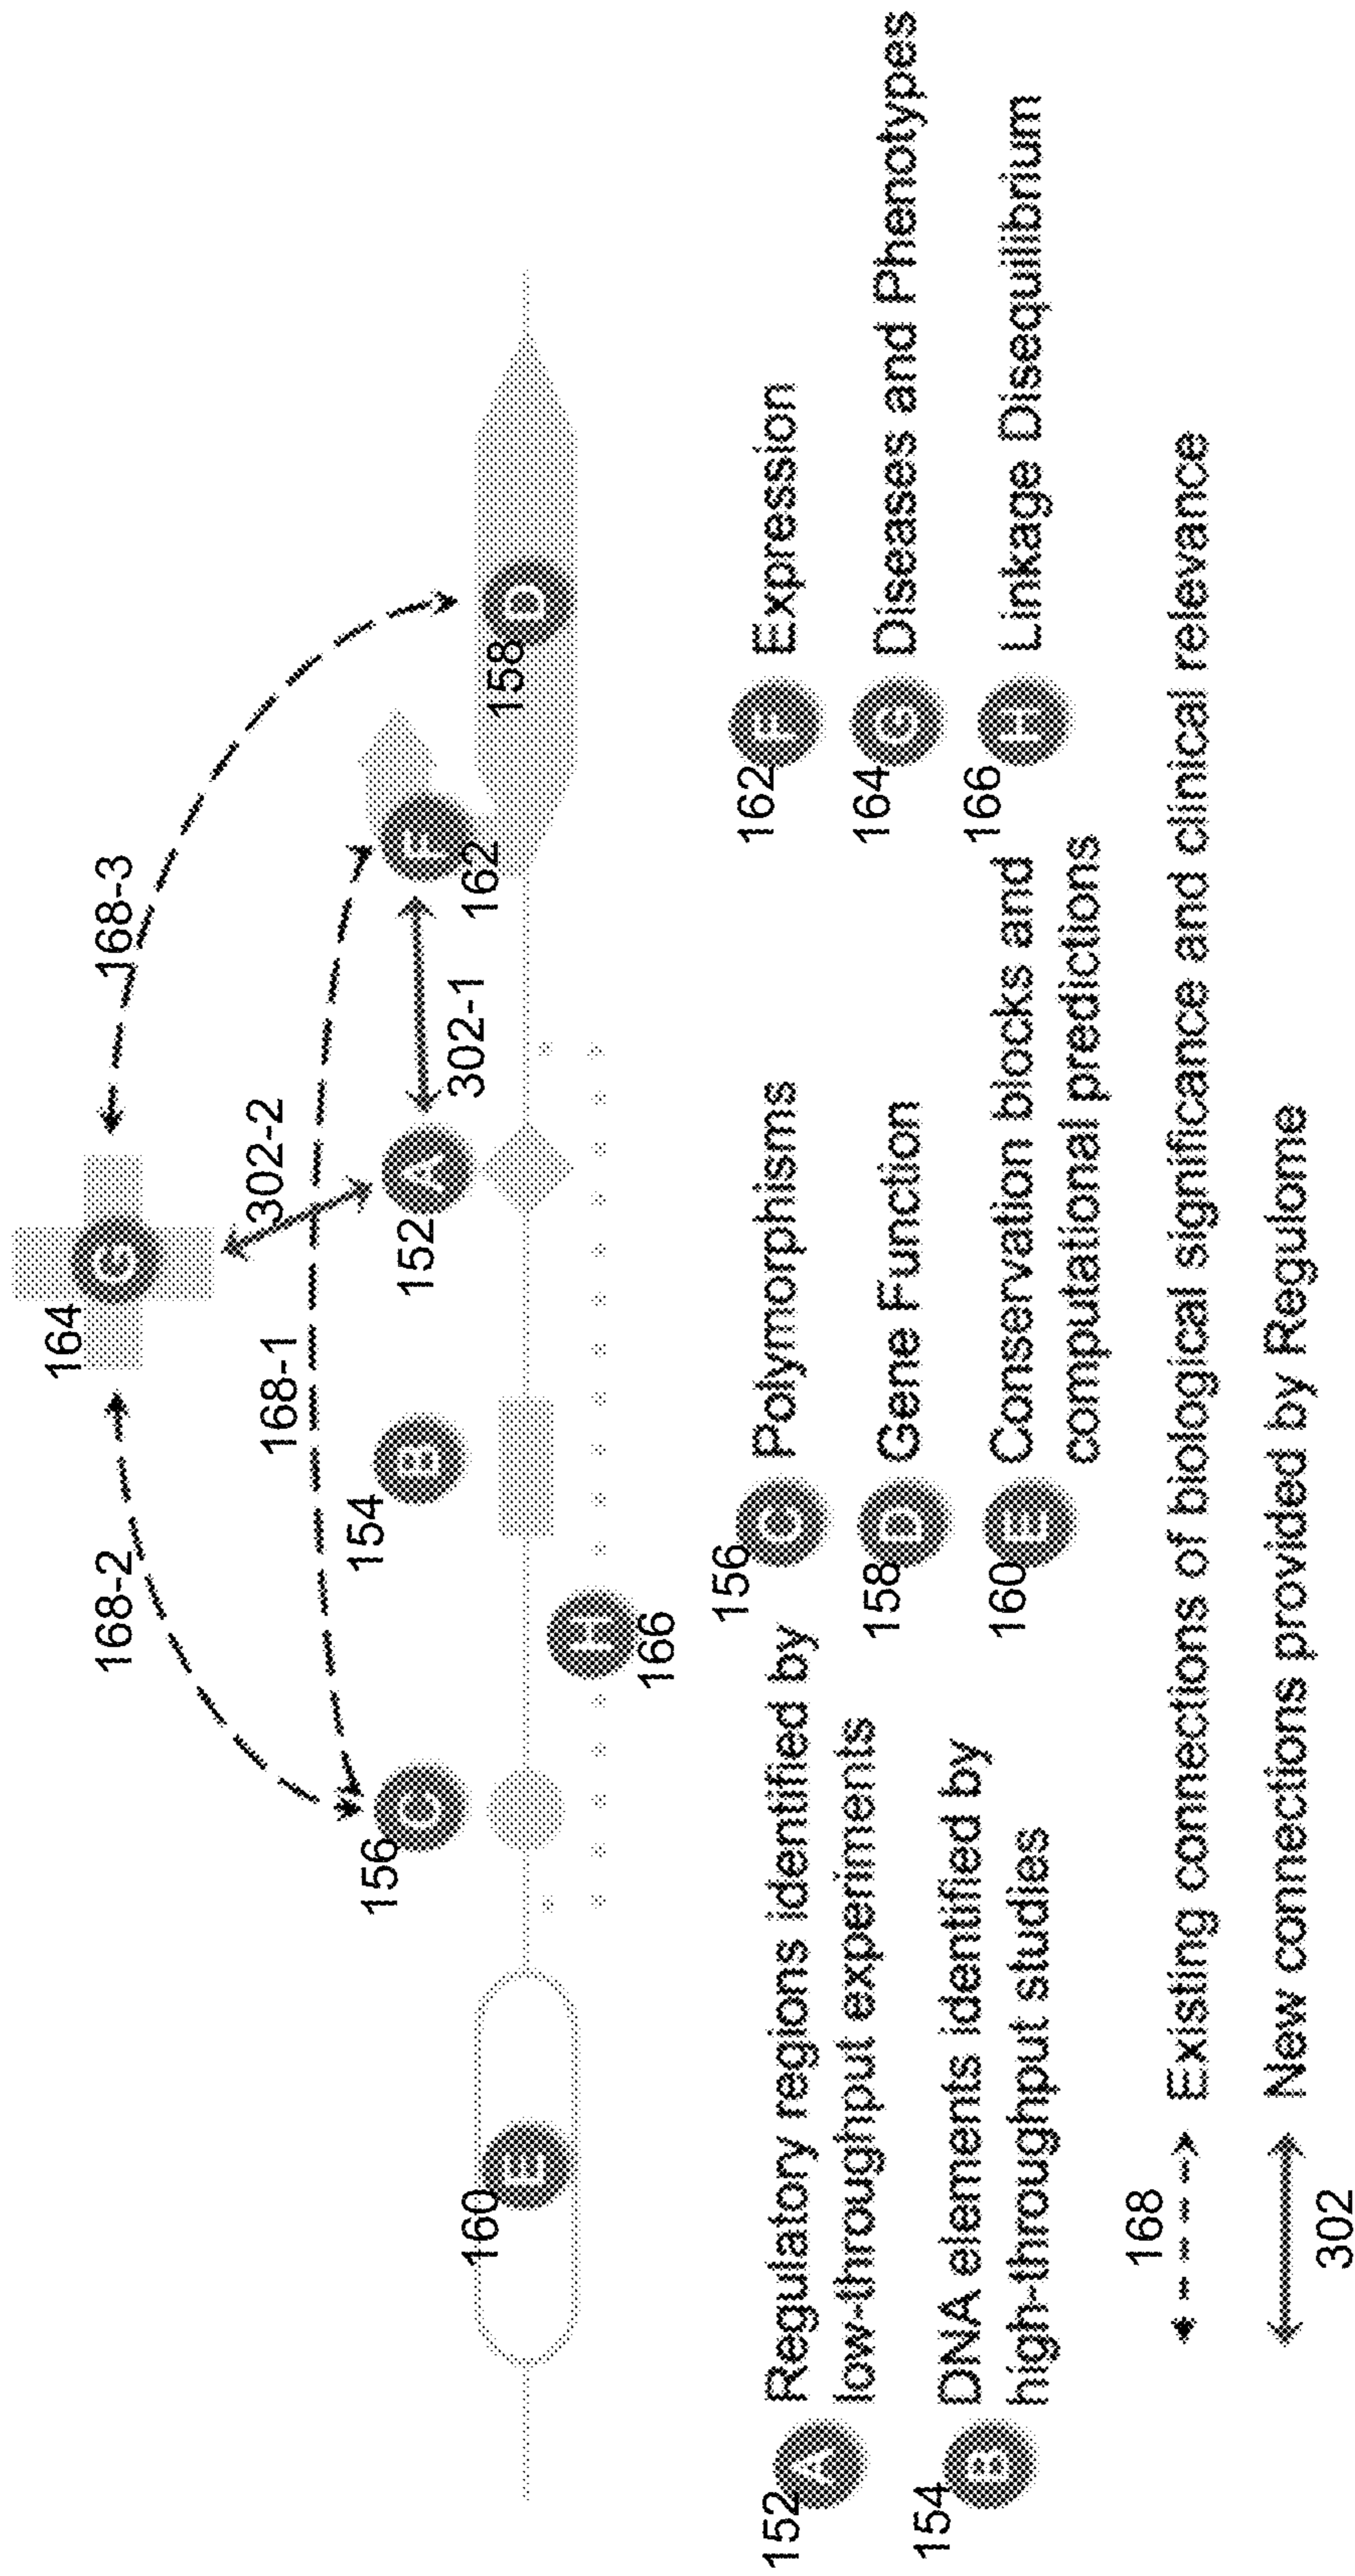 164
G
168-2
168-3
302-2
168-1
156
C
154
B
152
A
302-1
F
162
160
E
158
D
H
166
152 A Regulatory regions identified by
low-throughput experiments
154 B DNA elements identified by
high-throughput studies
156 C Polymorphisms
158 D Gene Function
160 E Conservation blocks and
computational predictions
162 F Expression
164 G Diseases and Phenotypes
166 H Linkage Disequilibrium
168 Existing connections of biological significance and clinical relevance
302 New connections provided by Regulome